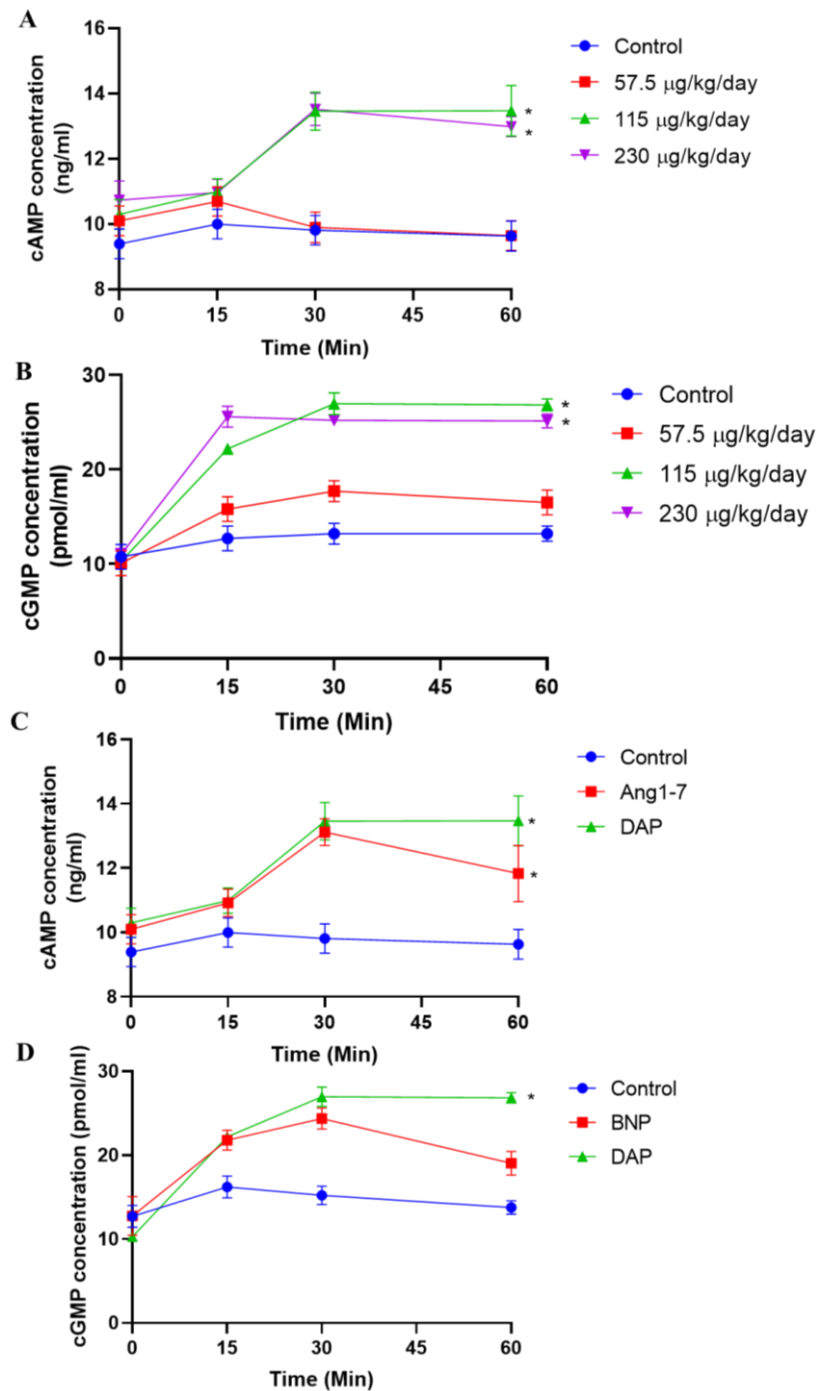 A
16
14
12
10
8
cAMP concentration
(ng/ml)
0 15 30 45 60
Time (Min)
Control
57.5 μg/kg/day
115 μg/kg/day
230 μg/kg/day
*
*
B
30
20
10
0
cGMP concentration
(pmol/ml)
0 15 30 45 60
Time (Min)
Control
57.5 μg/kg/day
115 μg/kg/day
230 μg/kg/day
*
*
C
16
14
12
10
8
cAMP concentration
(ng/ml)
0 15 30 45 60
Time (Min)
Control
Ang1-7
DAP
*
*
D
30
20
10
0
cGMP concentration (pmol/ml)
0 15 30 45 60
Time (Min)
Control
BNP
DAP
*